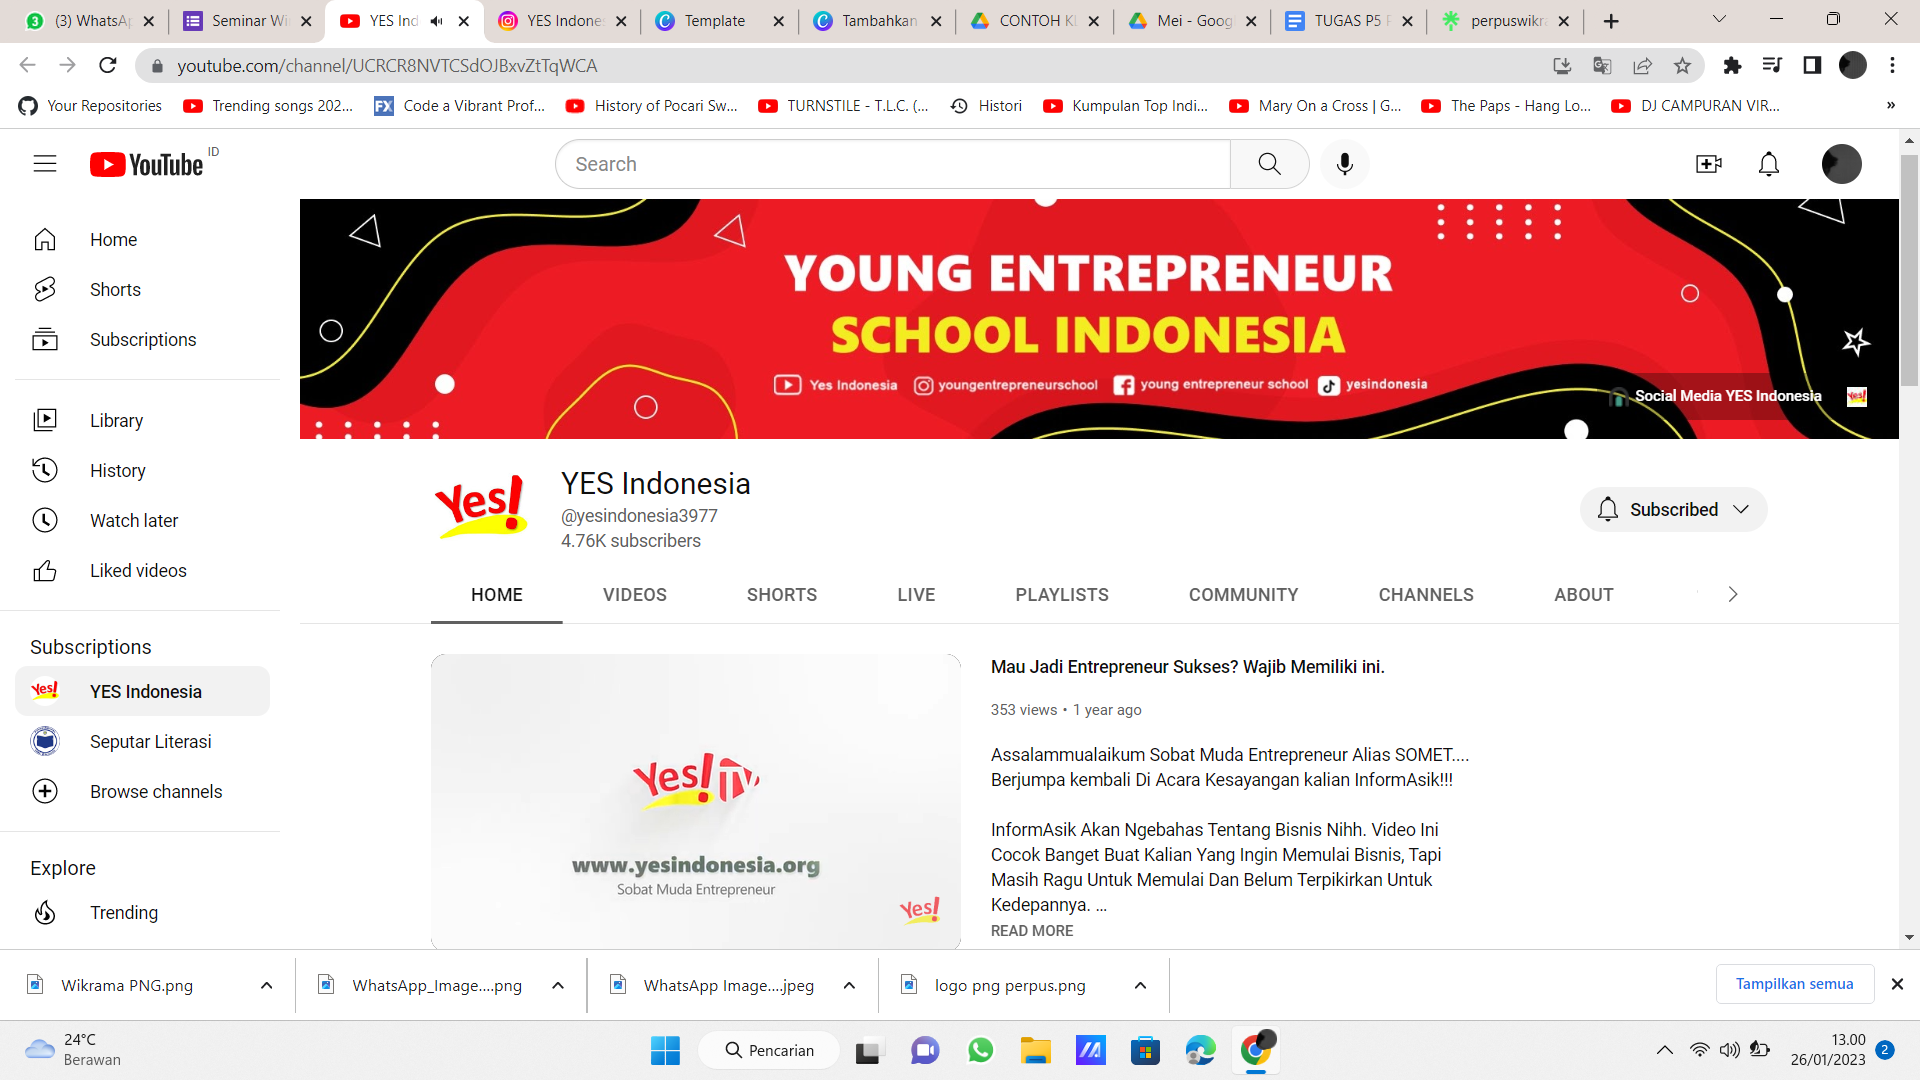 (3) WhatsA
Seminar Wi
YES Ind
YES Indone
Template
Tambahkan
CONTOH K
Mei - Goog
TUGAS P5
perpuswikr
youtube.com/channel/UCRCR8NVTCSdOJBxvZtTqWCA
Your Repositories
Trending songs 202...
FX
Code a Vibrant Prof...
History of Pocari Sw...
TURNSTILE - T.L.C. (...
Histori
Kumpulan Top Indi...
Mary On a Cross | G...
The Paps - Hang Lo...
DJ CAMPURAN VIR...
»
YouTube ID
Search
Home
Shorts
Subscriptions
Library
History
Watch later
Liked videos
Subscriptions
Yes!
YES Indonesia
Seputar Literasi
Browse channels
Explore
Trending
YOUNG ENTREPRENEUR
SCHOOL INDONESIA
Yes Indonesia youngentrepreneurschool young entrepreneur school yesindonesia
Social Media YES Indonesia Yes!
Yes!
YES Indonesia
@yesindonesia3977
4.76K subscribers
Subscribed
HOME VIDEOS SHORTS LIVE PLAYLISTS COMMUNITY CHANNELS ABOUT
Yes! TV
www.yesindonesia.org
Sobat Muda Entrepreneur
Yes!
Mau Jadi Entrepreneur Sukses? Wajib Memiliki ini.
353 views • 1 year ago
Assalammualaikum Sobat Muda Entrepreneur Alias SOMET....
Berjumpa kembali Di Acara Kesayangan kalian InformAsik!!!
InformAsik Akan Ngebahas Tentang Bisnis Nihh. Video Ini
Cocok Banget Buat Kalian Yang Ingin Memulai Bisnis, Tapi
Masih Ragu Untuk Memulai Dan Belum Terpikirkan Untuk
Kedepannya. ...
READ MORE
Wikrama PNG.png
WhatsApp_Image....png
WhatsApp Image....jpeg
logo png perpus.png
Tampilkan semua
24°C
Berawan
Pencarian
13.00
26/01/2023
2